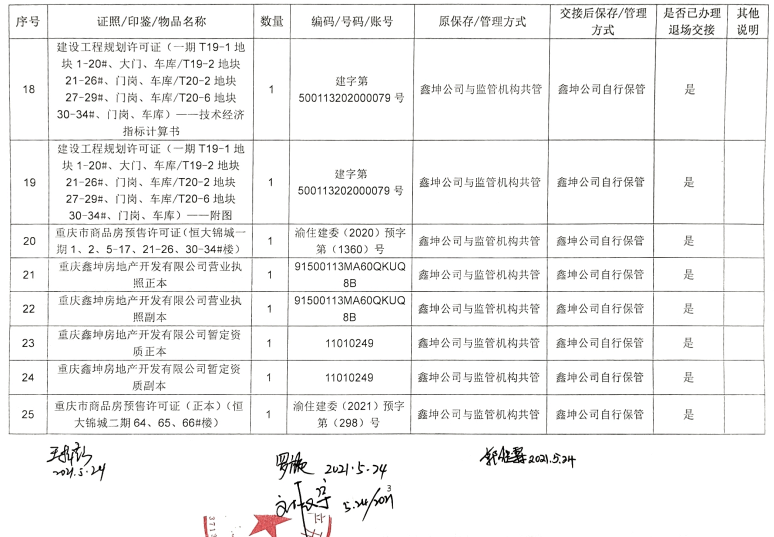 序号 证照/印鉴/物品名称 数量 编码/号码/账号 原保存/管理方式 交接后保存/管理方式 是否已办理退场交接 其他说明
18 建设工程规划许可证（一期 T19-1 地
块 1-20#、大门、车库/T19-2 地块
21-26#、门岗、车库/T20-2 地块
27-29#、门岗、车库/T20-6 地块
30-34#、门岗、车库）——技术经济
指标计算书 1 建字第
500113202000079 号 鑫坤公司与监管机构共管 鑫坤公司自行保管 是
19 建设工程规划许可证（一期 T19-1 地
块 1-20#、大门、车库/T19-2 地块
21-26#、门岗、车库/T20-2 地块
27-29#、门岗、车库/T20-6 地块
30-34#、门岗、车库）——附图 1 建字第
500113202000079 号 鑫坤公司与监管机构共管 鑫坤公司自行保管 是
20 重庆市商品房预售许可证（恒大锦城一
期 1、2、5-17、21-26、30-34#楼） 1 渝住建委（2020）预字
第（1360）号 鑫坤公司与监管机构共管 鑫坤公司自行保管 是
21 重庆鑫坤房地产开发有限公司营业执
照正本 1 91500113MA60QKUQ
8B 鑫坤公司与监管机构共管 鑫坤公司自行保管 是
22 重庆鑫坤房地产开发有限公司营业执
照副本 1 91500113MA60QKUQ
8B 鑫坤公司与监管机构共管 鑫坤公司自行保管 是
23 重庆鑫坤房地产开发有限公司暂定资
质正本 1 11010249 鑫坤公司与监管机构共管 鑫坤公司自行保管 是
24 重庆鑫坤房地产开发有限公司暂定资
质副本 1 11010249 鑫坤公司与监管机构共管 鑫坤公司自行保管 是
25 重庆市商品房预售许可证（正本）（恒
大锦城二期 64、65、66#楼） 1 渝住建委（2021）预字
第（298）号 鑫坤公司与监管机构共管 鑫坤公司自行保管 是
2021.5.24
2021.5.24
2021.5.24
5.24/2021